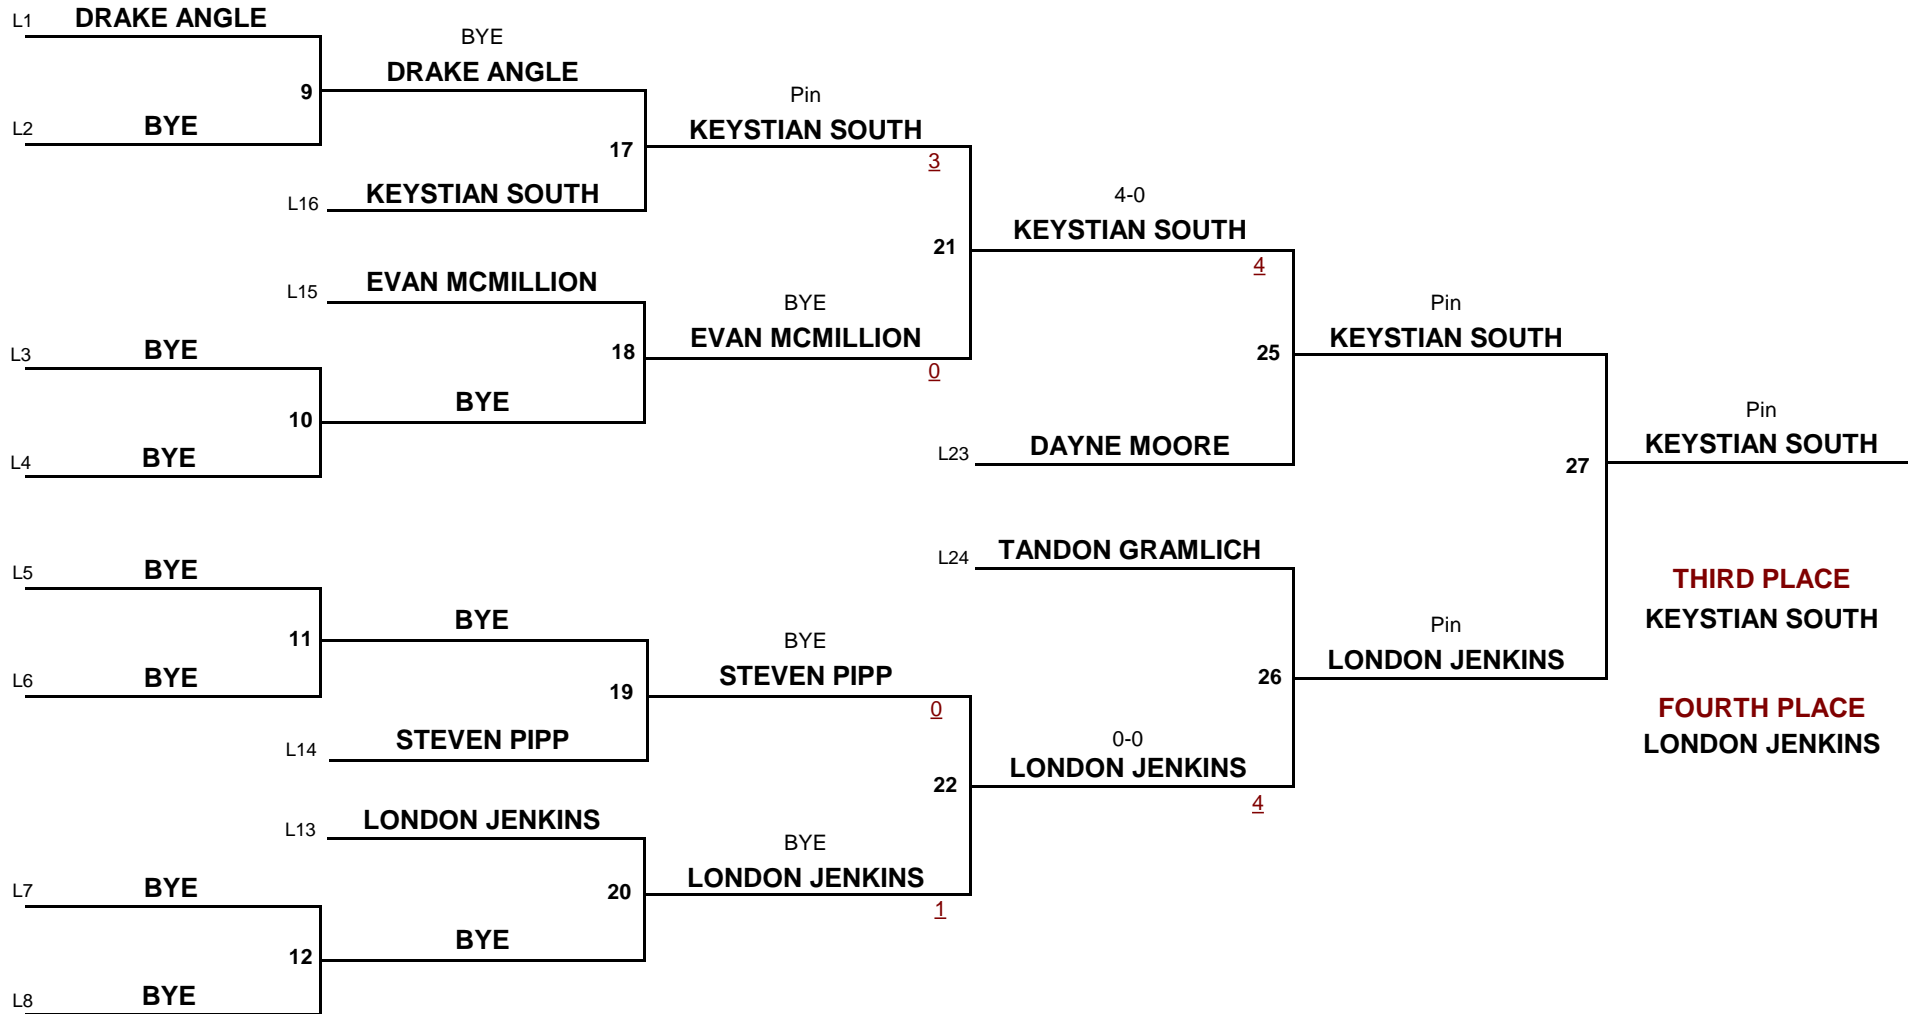 L1 DRAKE ANGLE
BYE
DRAKE ANGLE
9
L2 BYE
Pin
KEYSTIAN SOUTH
3
17
L16 KEYSTIAN SOUTH
4-0
KEYSTIAN SOUTH
4
21
L15 EVAN MCMILLION
BYE
EVAN MCMILLION
0
18
L3 BYE
10
BYE
L4 BYE
Pin
KEYSTIAN SOUTH
25
L23 DAYNE MOORE
Pin
KEYSTIAN SOUTH
27
L24 TANDON GRAMLICH
L5 BYE
11
BYE
L6 BYE
BYE
STEVEN PIPP
0
19
L14 STEVEN PIPP
Pin
LONDON JENKINS
26
THIRD PLACE
KEYSTIAN SOUTH
FOURTH PLACE
LONDON JENKINS
0-0
LONDON JENKINS
4
22
L13 LONDON JENKINS
BYE
LONDON JENKINS
1
20
L7 BYE
12
BYE
L8 BYE